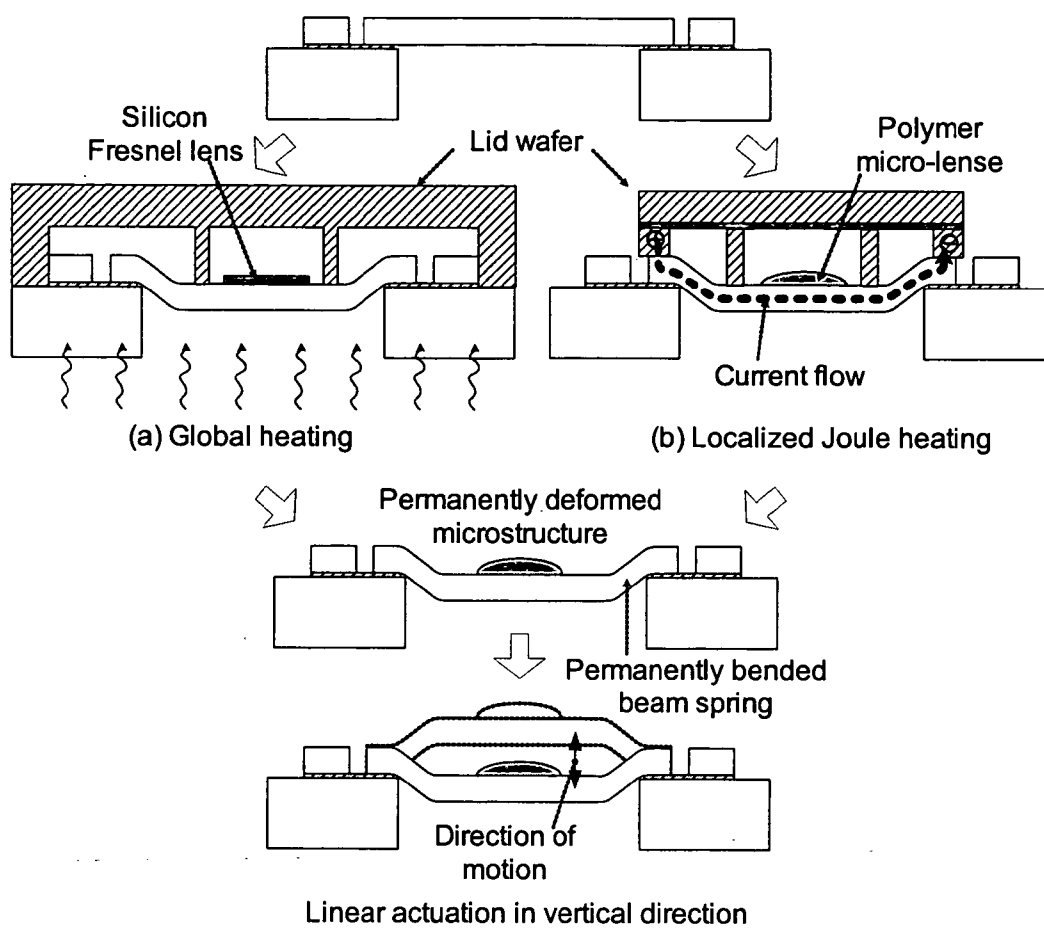 Silicon
Fresnel lens
Lid wafer
Polymer
micro-lense
Current flow
(a) Global heating
(b) Localized Joule heating
Permanently deformed
microstructure
Permanently bended
beam spring
Direction of
motion
Linear actuation in vertical direction